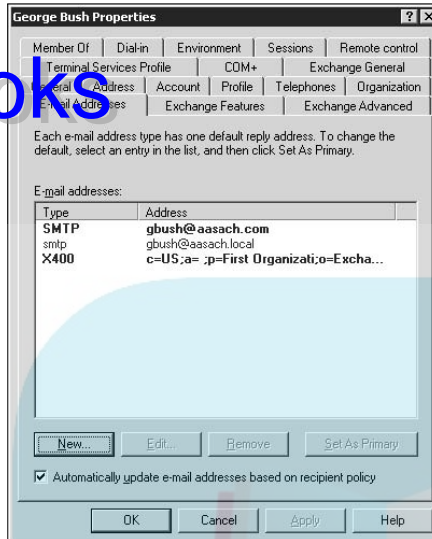 George Bush Properties
Member Of Dial-in Environment Sessions Remote control
Terminal Services Profile COM+ Exchange General
Address Account Profile Telephones Organization
E-mail Addresses Exchange Features Exchange Advanced
oks
Each e-mail address type has one default reply address. To change the
default, select an entry in the list, and then click Set As Primary.
E-mail addresses:
Type Address
SMTP gbush@aasach.com
smtp gbush@aasach.local
X400 c=US;a= ;p=First Organizati;o=Excha...
New... Edit... Remove Set As Primary
Automatically update e-mail addresses based on recipient policy
OK Cancel Apply Help